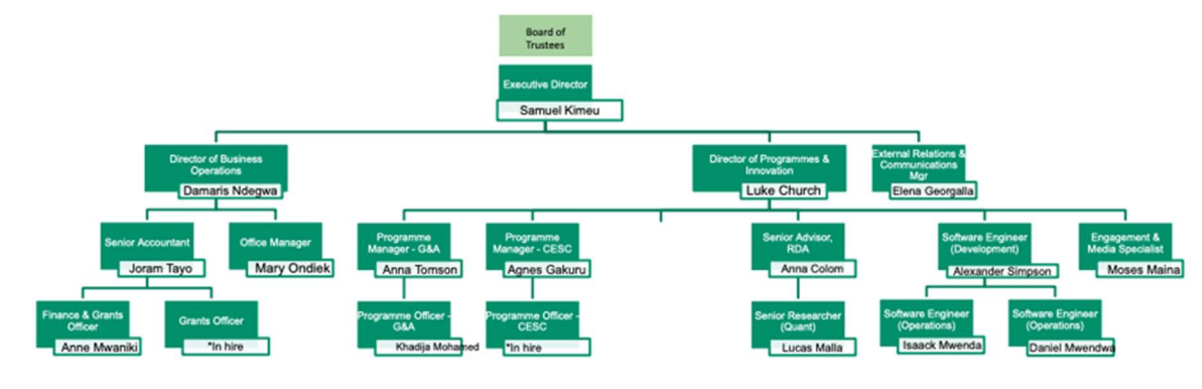 Board of
Trustees
Executive Director
Samuel Kimeu
Director of Business
Operations
Damaris Ndegwa
Director of Programmes &
Innovation
Luke Church
External Relations &
Communications
Mgr
Elena Georgalla
Senior Accountant
Joram Tayo
Office Manager
Mary Ondiek
Programme
Manager - G&A
Anna Tomson
Programme
Manager - CESC
Agnes Gakuru
Senior Advisor,
RDA
Anna Colom
Software Engineer
(Development)
Alexander Simpson
Engagement &
Media Specialist
Moses Maina
Finance & Grants
Officer
Anne Mwaniki
Grants Officer
*In hire
Programme Officer -
G&A
Khadija Mohamed
Programme Officer -
CESC
*In hire
Senior Researcher
(Quant)
Lucas Malla
Software Engineer
(Operations)
Isaack Mwenda
Software Engineer
(Operations)
Daniel Mwendwa